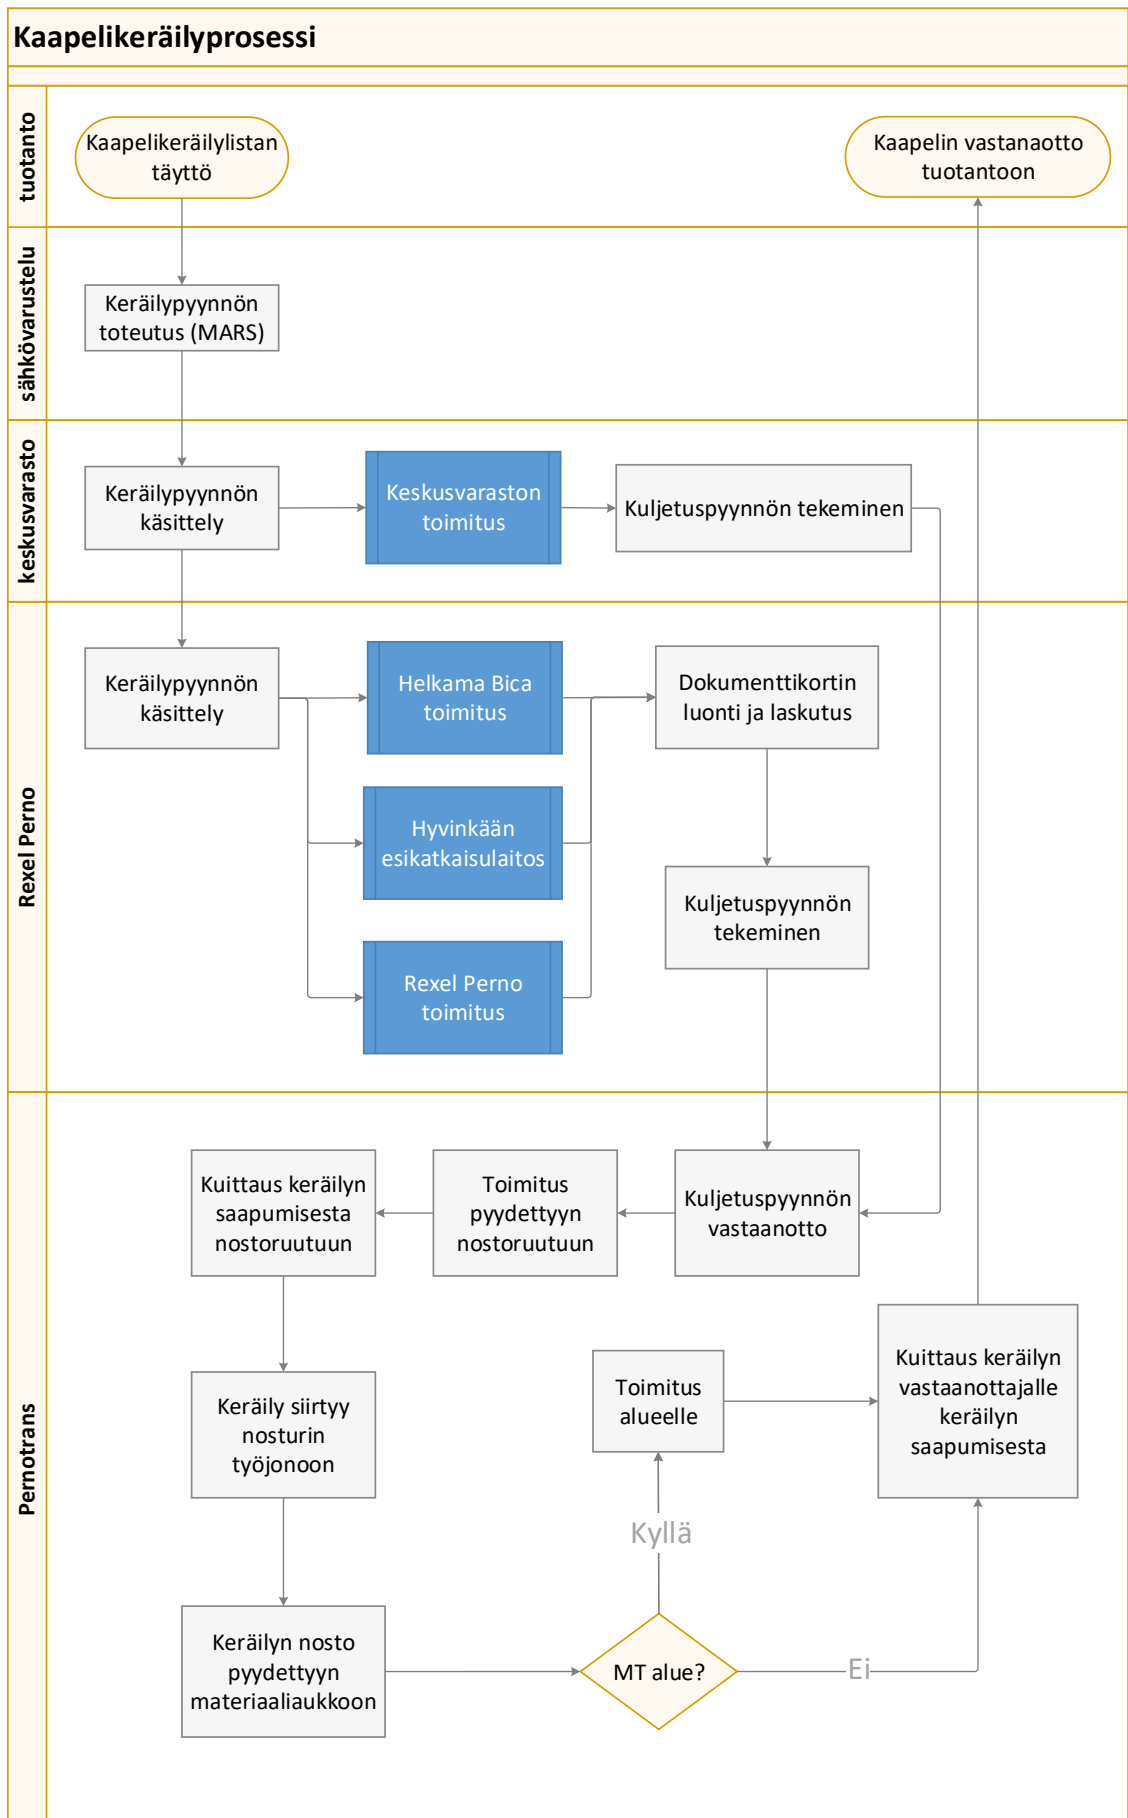 Kaapelikeräilyprosessi
tuotanto
Kaapelikeräilylistan
täyttö
Kaapelin vastanaotto
tuotantoon
sähkövarustelu
Keräilypyynnön
toteutus (MARS)
keskusvarasto
Keräilypyynnön
käsittely
Keskusvaraston
toimitus
Kuljetuspyynnön tekeminen
Rexel Perno
Keräilypyynnön
käsittely
Helkama Bica
toimitus
Dokumenttikortin
luonti ja laskutus
Hyvinkään
esikatkaisulaitos
Kuljetuspyynnön
tekeminen
Rexel Perno
toimitus
Pernotrans
Kuittaus keräilyn
saapumisesta
nostoruutuun
Toimitus
pyydettyyn
nostoruutuun
Kuljetuspyynnön
vastaanotto
Keräily siirtyy
nosturin
työjonoon
Toimitus
alueelle
Kuittaus keräilyn
vastaanottajalle
keräilyn
saapumisesta
Kyllä
Keräilyn nosto
pyydettyyn
materiaaliaukkoon
MT alue?
Ei